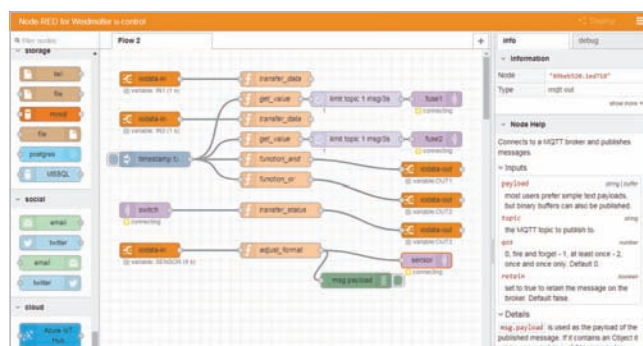 Node-RED for Weidmüller u-control
Deploy
filter nodes
Flow 2
+
info
debug
storage
tail
file
mysql
file
postgres
MSSQL
social
email
twitter
email
twitter
cloud
Azure IoT
Hub
iodata-in
variable: IN1 (1 s)
transfer_data
get_value
limit topic 1 msg/3s
1
fuse1
connecting
iodata-in
variable: IN2 (1 s)
transfer_data
get_value
limit topic 1 msg/3s
1
fuse2
connecting
function_and
function_or
iodata-out
variable:OUT1
switch
connecting
transfer_status
iodata-out
variable:OUT2
iodata-out
variable:OUT3
iodata-in
adjust_format
sensor
connecting
msg.payload
Information
Node
Type
mqtt out
show more
Node Help
Connects to a MQTT broker and publishes
messages.
Inputs
payload string | buffer
most users prefer simple text payloads,
but binary buffers can also be published.
topic string
the MQTT topic to publish to.
qos number
0, fire and forget - 1, at least once - 2,
once and once only. Default 0.
retain boolean
set to true to retain the message on the
broker. Default false.
Details
msg.payload is used as the payload of the
published message. If it contains an Object it